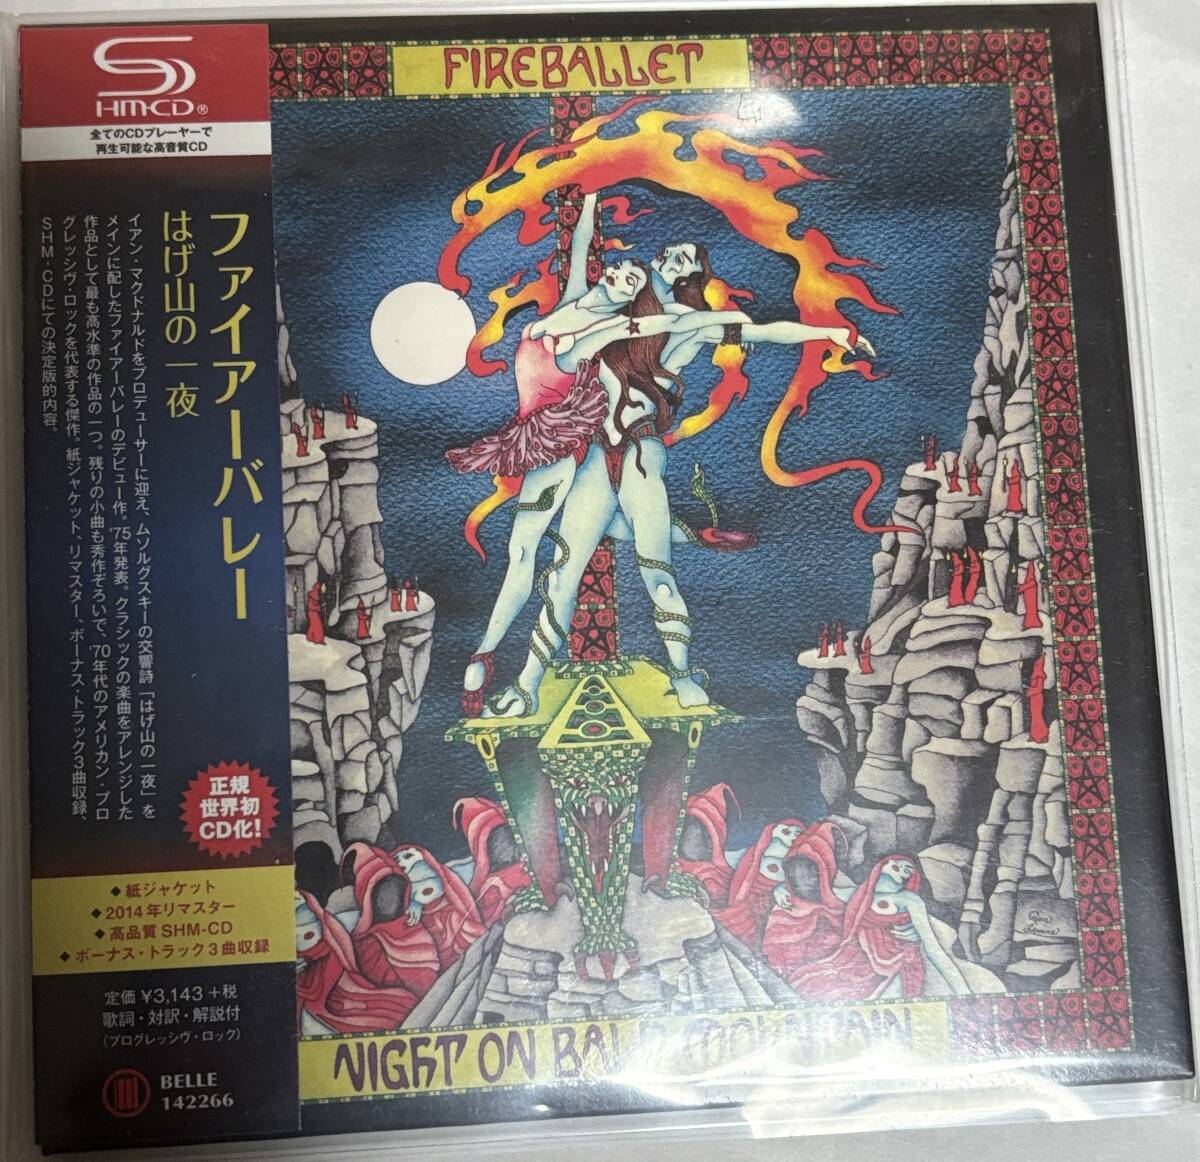 SHM-CD®
全てのCDプレーヤーで
再生可能な高音質CD
ファイアーバレー
はげ山の一夜
イアン・マクドナルドをプロデューサーに迎え、ムソルグスキーの交響詩「はげ山の一夜」を
メインに配したファイアーバレーのデビュー作。'75年発表。クラシックの楽曲をアレンジした
作品として最も高水準の作品の一つ。残りの小曲も秀作ぞろいで、'70年代のアメリカン・プロ
グレッシヴ・ロックを代表する傑作。紙ジャケット、リマスター、ボーナス・トラック3曲収録、
SHM-CDにての決定版的内容。
正規
世界初
CD化!
◆紙ジャケット
◆2014年リマスター
◆高品質SHM-CD
◆ボーナス・トラック3曲収録
定価¥3,143+税
歌詞・対訳・解説付
(プログレッシヴ・ロック)
BELLE
142266
FIREBALLET
NIGHT ON BALD MOUNTAIN